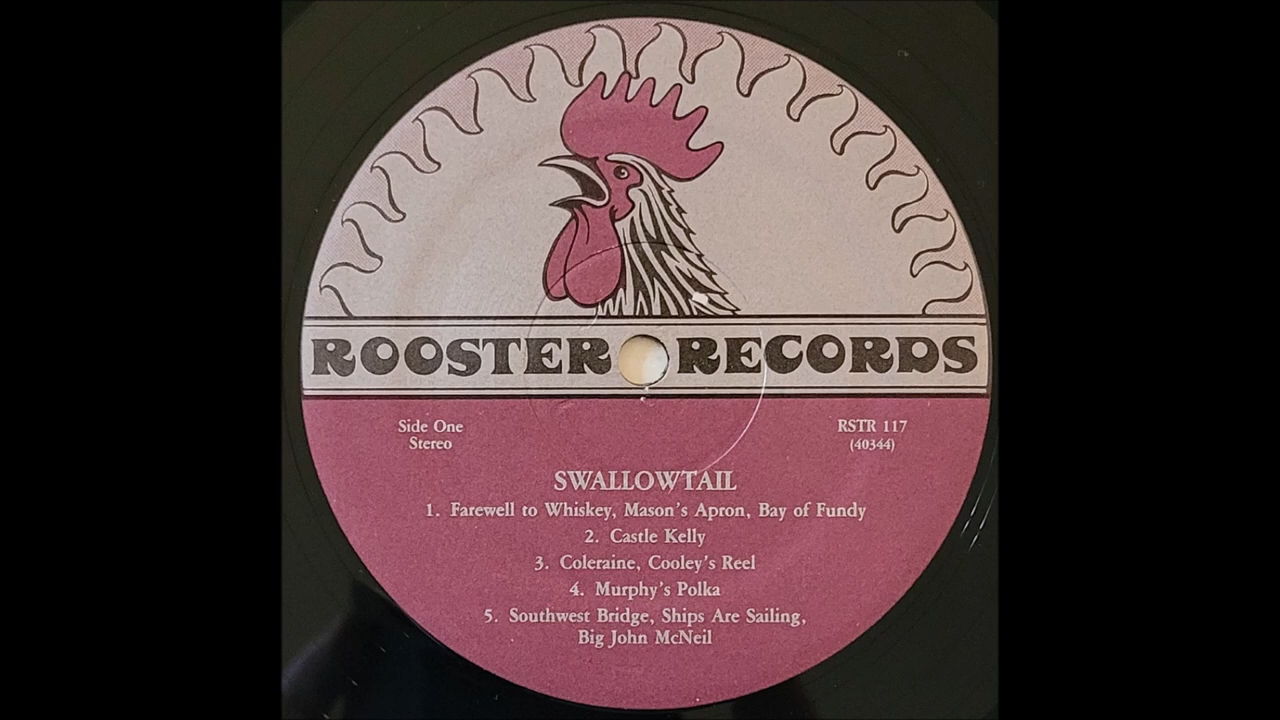 ROOSTER RECORDS
Side One
Stereo
RSTR 117
(40344)
SWALLOWTAIL
1. Farewell to Whiskey, Mason's Apron, Bay of Fundy
2. Castle Kelly
3. Coleraine, Cooley's Reel
4. Murphy's Polka
5. Southwest Bridge, Ships Are Sailing,
Big John McNeil